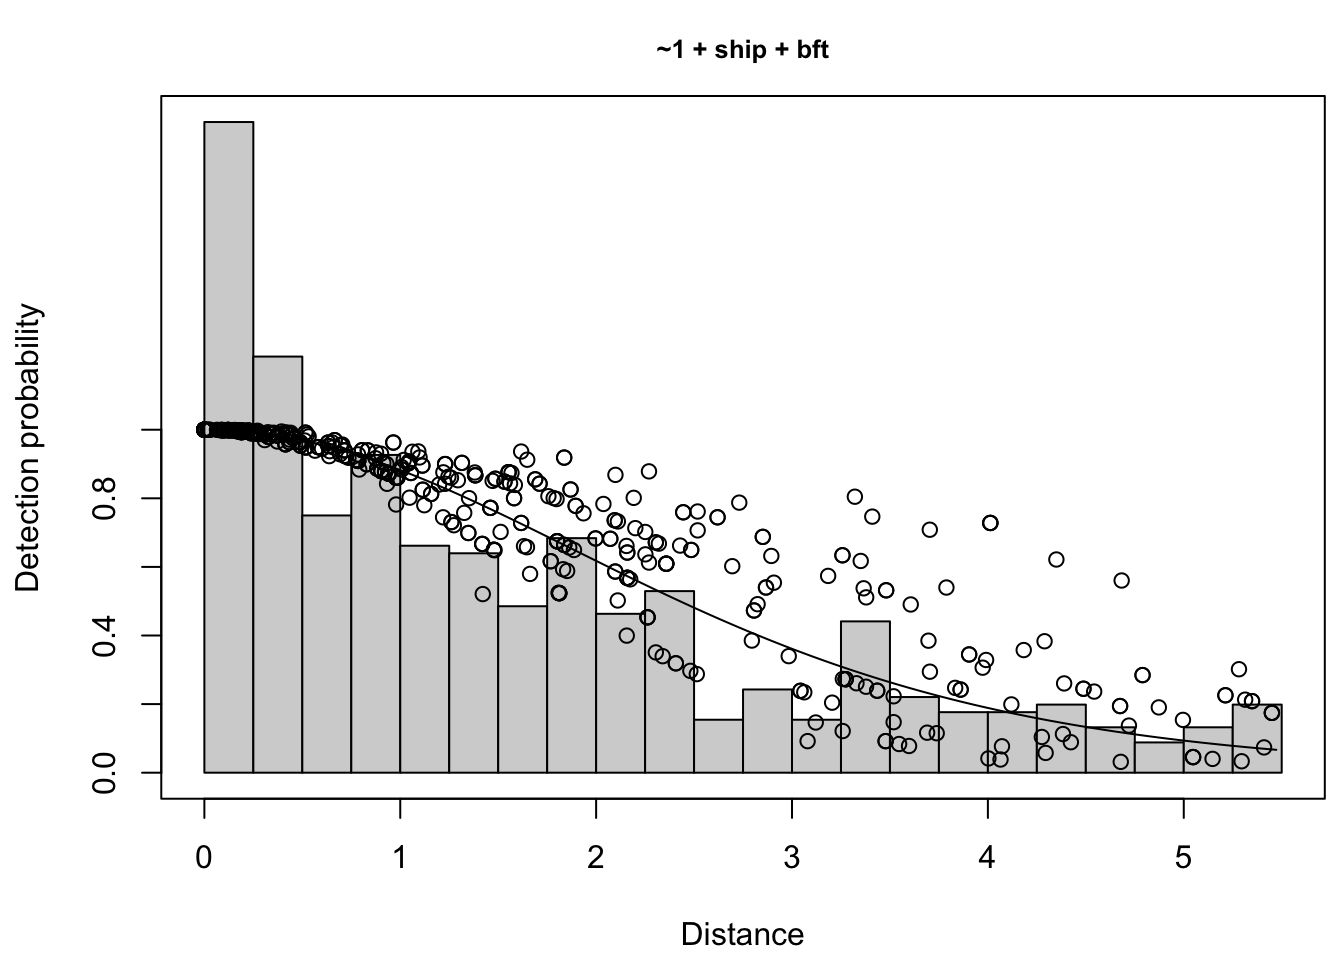 ~1 + ship + bft
Detection probability
0.8
0.4
0.0
0 1 2 3 4 5
Distance